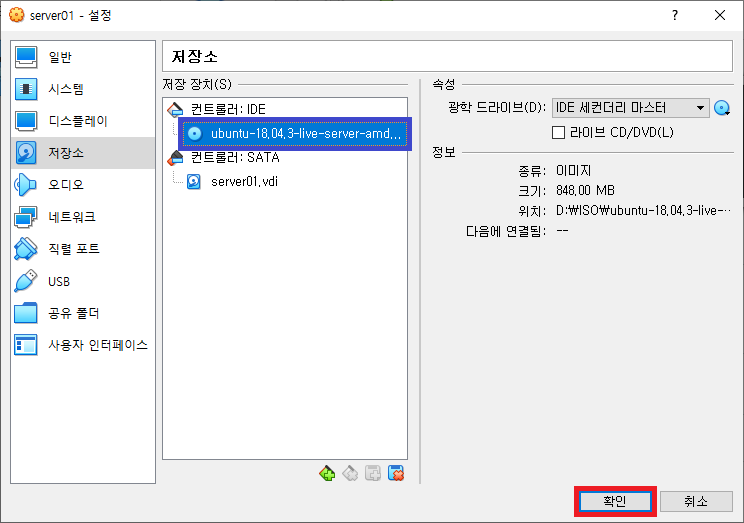 server01 - 설정
?
일반
시스템
디스플레이
저장소
오디오
네트워크
직렬 포트
USB
공유 폴더
사용자 인터페이스
저장소
저장 장치(S)
컨트롤러: IDE
ubuntu-18.04.3-live-server-amd...
컨트롤러: SATA
server01.vdi
속성
광학 드라이브(D): IDE 세컨더리 마스터
라이브 CD/DVD(L)
정보
종류: 이미지
크기: 848.00 MB
위치: D:\ISO\ubuntu-18.04.3-live-···
다음에 연결됨: --
확인
취소